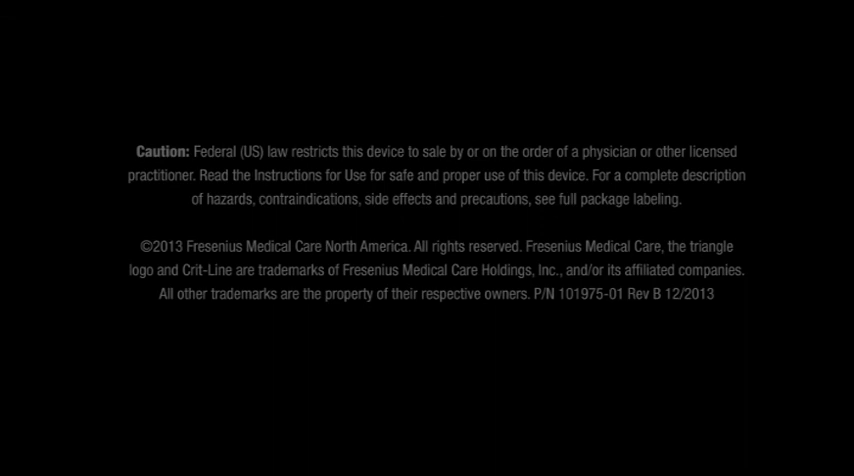 Caution: Federal (US) law restricts this device to sale by or on the order of a physician or other licensed
practitioner. Read the Instructions for Use for safe and proper use of this device. For a complete description
of hazards, contraindications, side effects and precautions, see full package labeling.
©2013 Fresenius Medical Care North America. All rights reserved. Fresenius Medical Care, the triangle
logo and Crit-Line are trademarks of Fresenius Medical Care Holdings, Inc., and/or its affiliated companies.
All other trademarks are the property of their respective owners. P/N 101975-01 Rev B 12/2013